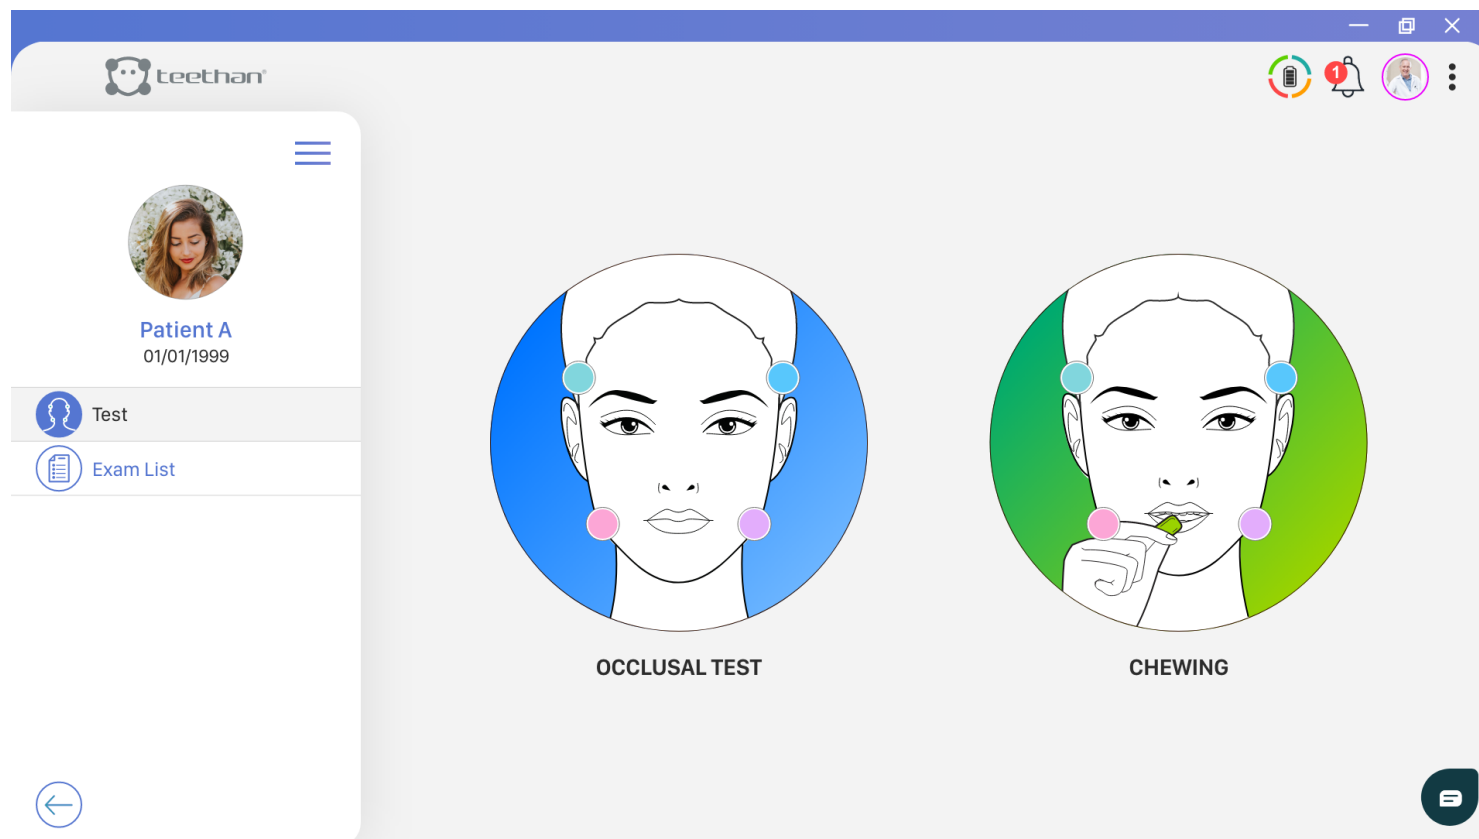 teethan®
1
Patient A
01/01/1999
Test
Exam List
OCCLUSAL TEST
CHEWING